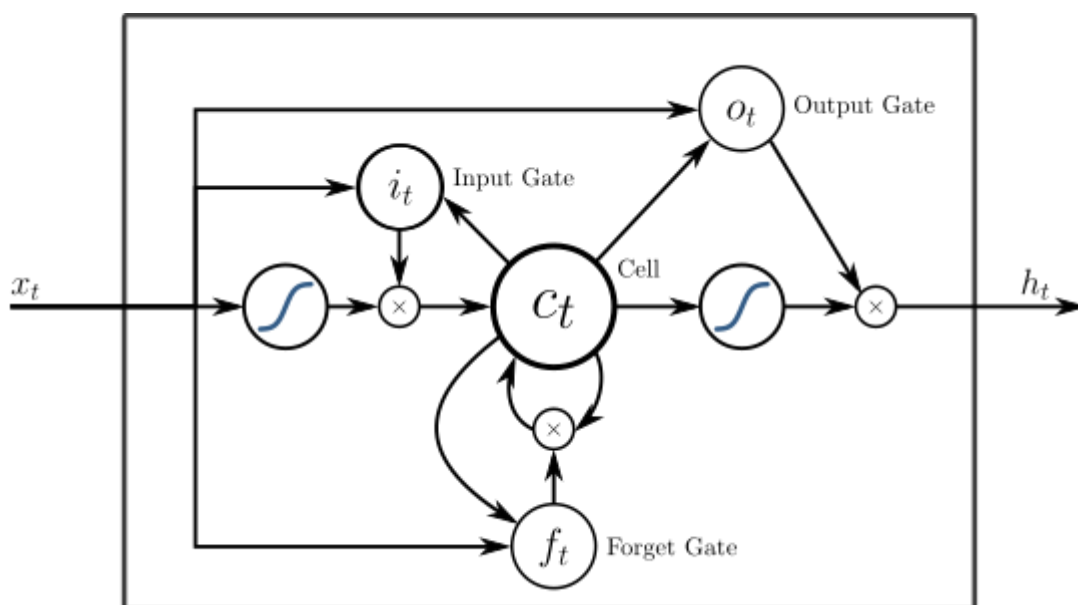 o_t Output Gate
i_t Input Gate
x_t
×
c_t
Cell
×
h_t
×
f_t Forget Gate